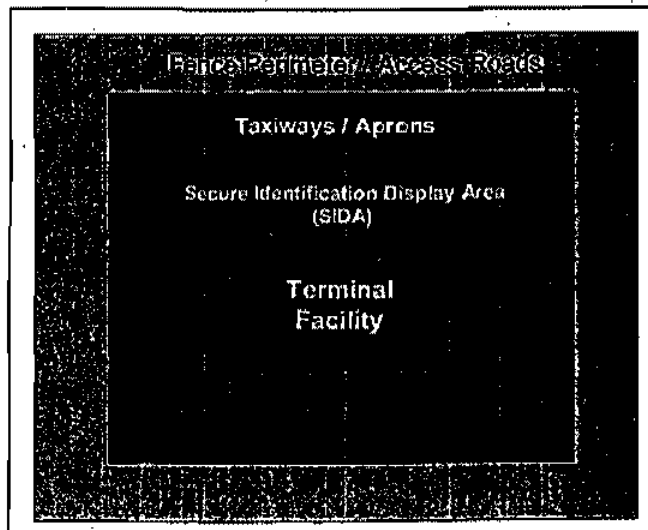 Fence Perimeter / Access Roads
Taxiways / Aprons
Secure Identification Display Area
(SIDA)
Terminal
Facility